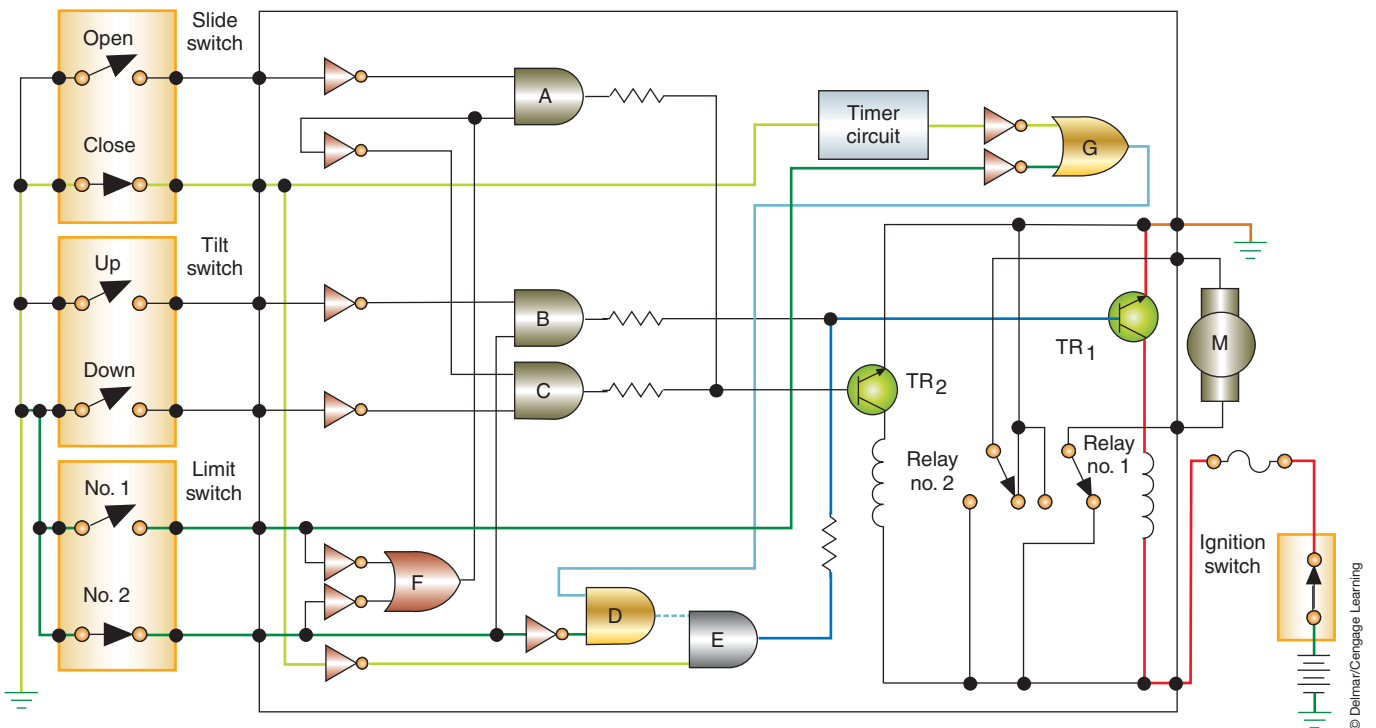 Slide
switch
Open
Close
Tilt
switch
Up
Down
Limit
switch
No. 1
No. 2
A
B
C
F
D
E
Timer
circuit
G
TR1
TR2
M
Relay
no. 2
Relay
no. 1
Ignition
switch
© Delmar/Cengage Learning